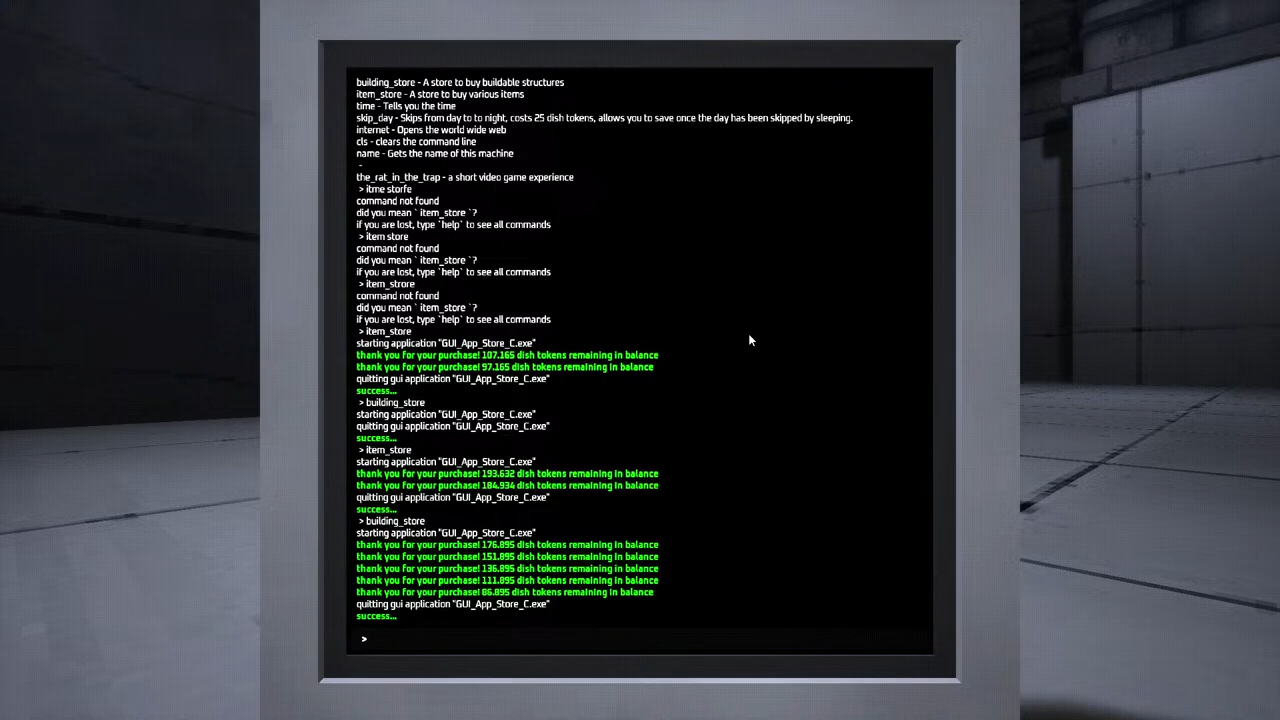 building_store - A store to buy buildable structures
item_store - A store to buy various items
time - Tells you the time
skip_day - Skips from day to to night, costs 25 dish tokens, allows you to save once the day has been skipped by sleeping.
internet - Opens the world wide web
cls - clears the command line
name - Gets the name of this machine
-
the_rat_in_the_trap - a short video game experience
> itme storfe
command not found
did you mean ` item_store `?
if you are lost, type `help` to see all commands
> item store
command not found
did you mean ` item_store `?
if you are lost, type `help` to see all commands
> item_strore
command not found
did you mean ` item_store `?
if you are lost, type `help` to see all commands
> item_store
starting application "GUI_App_Store_C.exe"
thank you for your purchase! 107.165 dish tokens remaining in balance
thank you for your purchase! 97.165 dish tokens remaining in balance
quitting gui application "GUI_App_Store_C.exe"
success...
> building_store
starting application "GUI_App_Store_C.exe"
quitting gui application "GUI_App_Store_C.exe"
success...
> item_store
starting application "GUI_App_Store_C.exe"
thank you for your purchase! 193.632 dish tokens remaining in balance
thank you for your purchase! 184.934 dish tokens remaining in balance
quitting gui application "GUI_App_Store_C.exe"
success...
> building_store
starting application "GUI_App_Store_C.exe"
thank you for your purchase! 176.895 dish tokens remaining in balance
thank you for your purchase! 151.895 dish tokens remaining in balance
thank you for your purchase! 136.895 dish tokens remaining in balance
thank you for your purchase! 111.895 dish tokens remaining in balance
thank you for your purchase! 86.895 dish tokens remaining in balance
quitting gui application "GUI_App_Store_C.exe"
success...
>